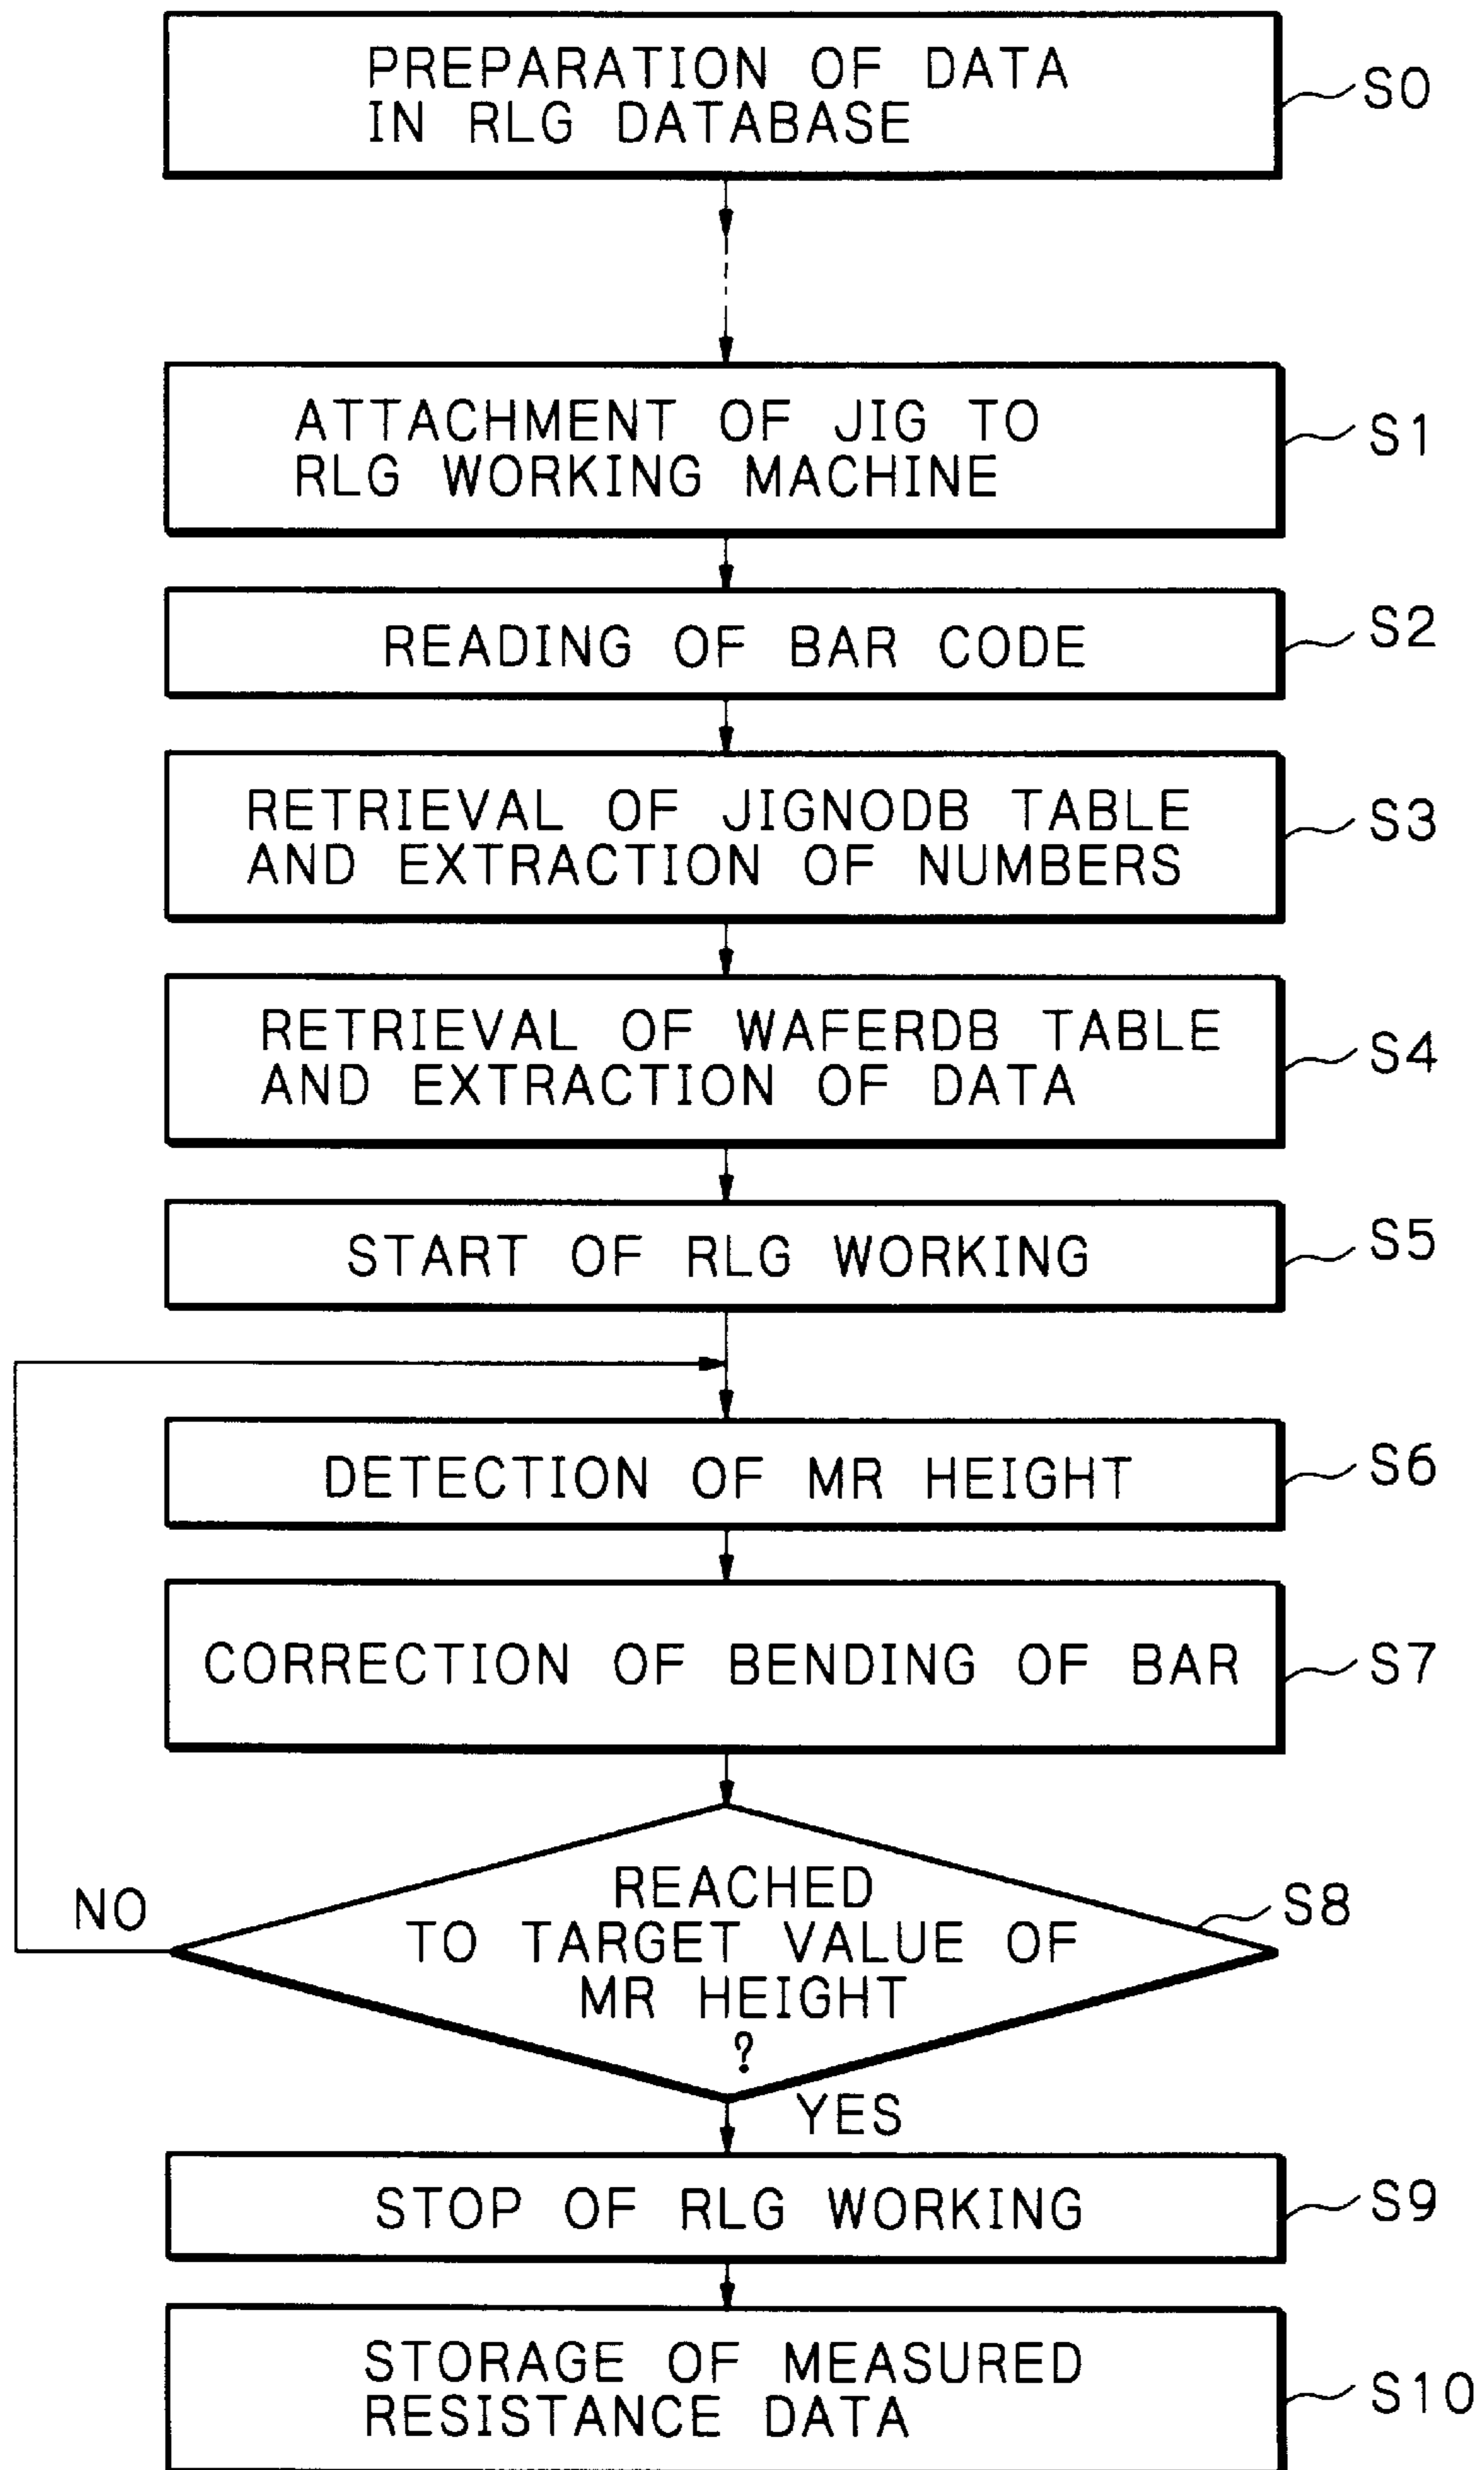 PREPARATION OF DATA
IN RLG DATABASE
S0
ATTACHMENT OF JIG TO
RLG WORKING MACHINE
S1
READING OF BAR CODE
S2
RETRIEVAL OF JIGNODB TABLE
AND EXTRACTION OF NUMBERS
S3
RETRIEVAL OF WAFERDB TABLE
AND EXTRACTION OF DATA
S4
START OF RLG WORKING
S5
DETECTION OF MR HEIGHT
S6
CORRECTION OF BENDING OF BAR
S7
REACHED
TO TARGET VALUE OF
MR HEIGHT
?
S8
NO
YES
STOP OF RLG WORKING
S9
STORAGE OF MEASURED
RESISTANCE DATA
S10